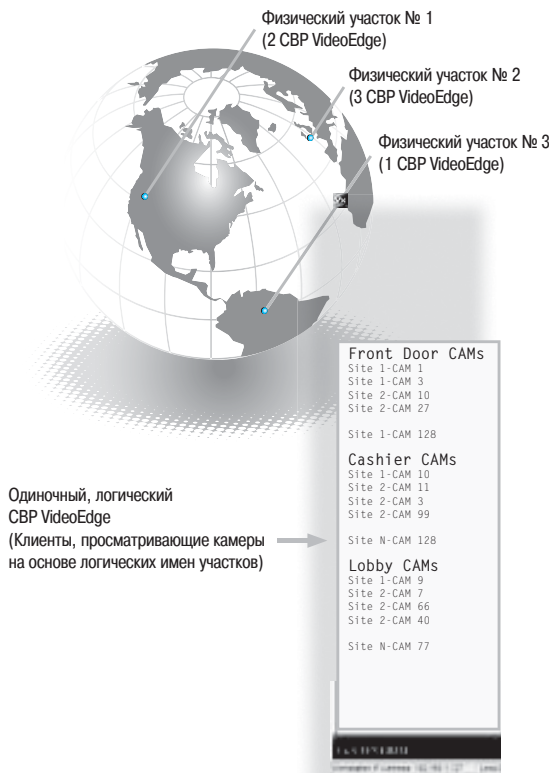 Физический участок № 1
(2 СВР VideoEdge)
Физический участок № 2
(3 СВР VideoEdge)
Физический участок № 3
(1 СВР VideoEdge)
Front Door CAMs
Site 1-CAM 1
Site 1-CAM 3
Site 2-CAM 10
Site 2-CAM 27
Site 1-CAM 128
Cashier CAMs
Site 1-CAM 10
Site 2-CAM 11
Site 2-CAM 3
Site 2-CAM 99
Site N-CAM 128
Lobby CAMs
Site 1-CAM 9
Site 2-CAM 7
Site 2-CAM 66
Site 2-CAM 40
Site N-CAM 77
Одиночный, логический
СВР VideoEdge
(Клиенты, просматривающие камеры
на основе логических имен участков)